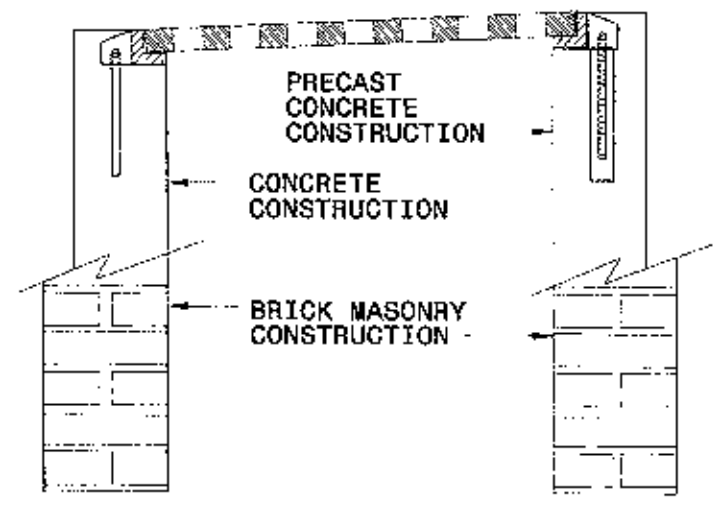 PRECAST
CONCRETE
CONSTRUCTION
CONCRETE
CONSTRUCTION
BRICK MASONRY
CONSTRUCTION